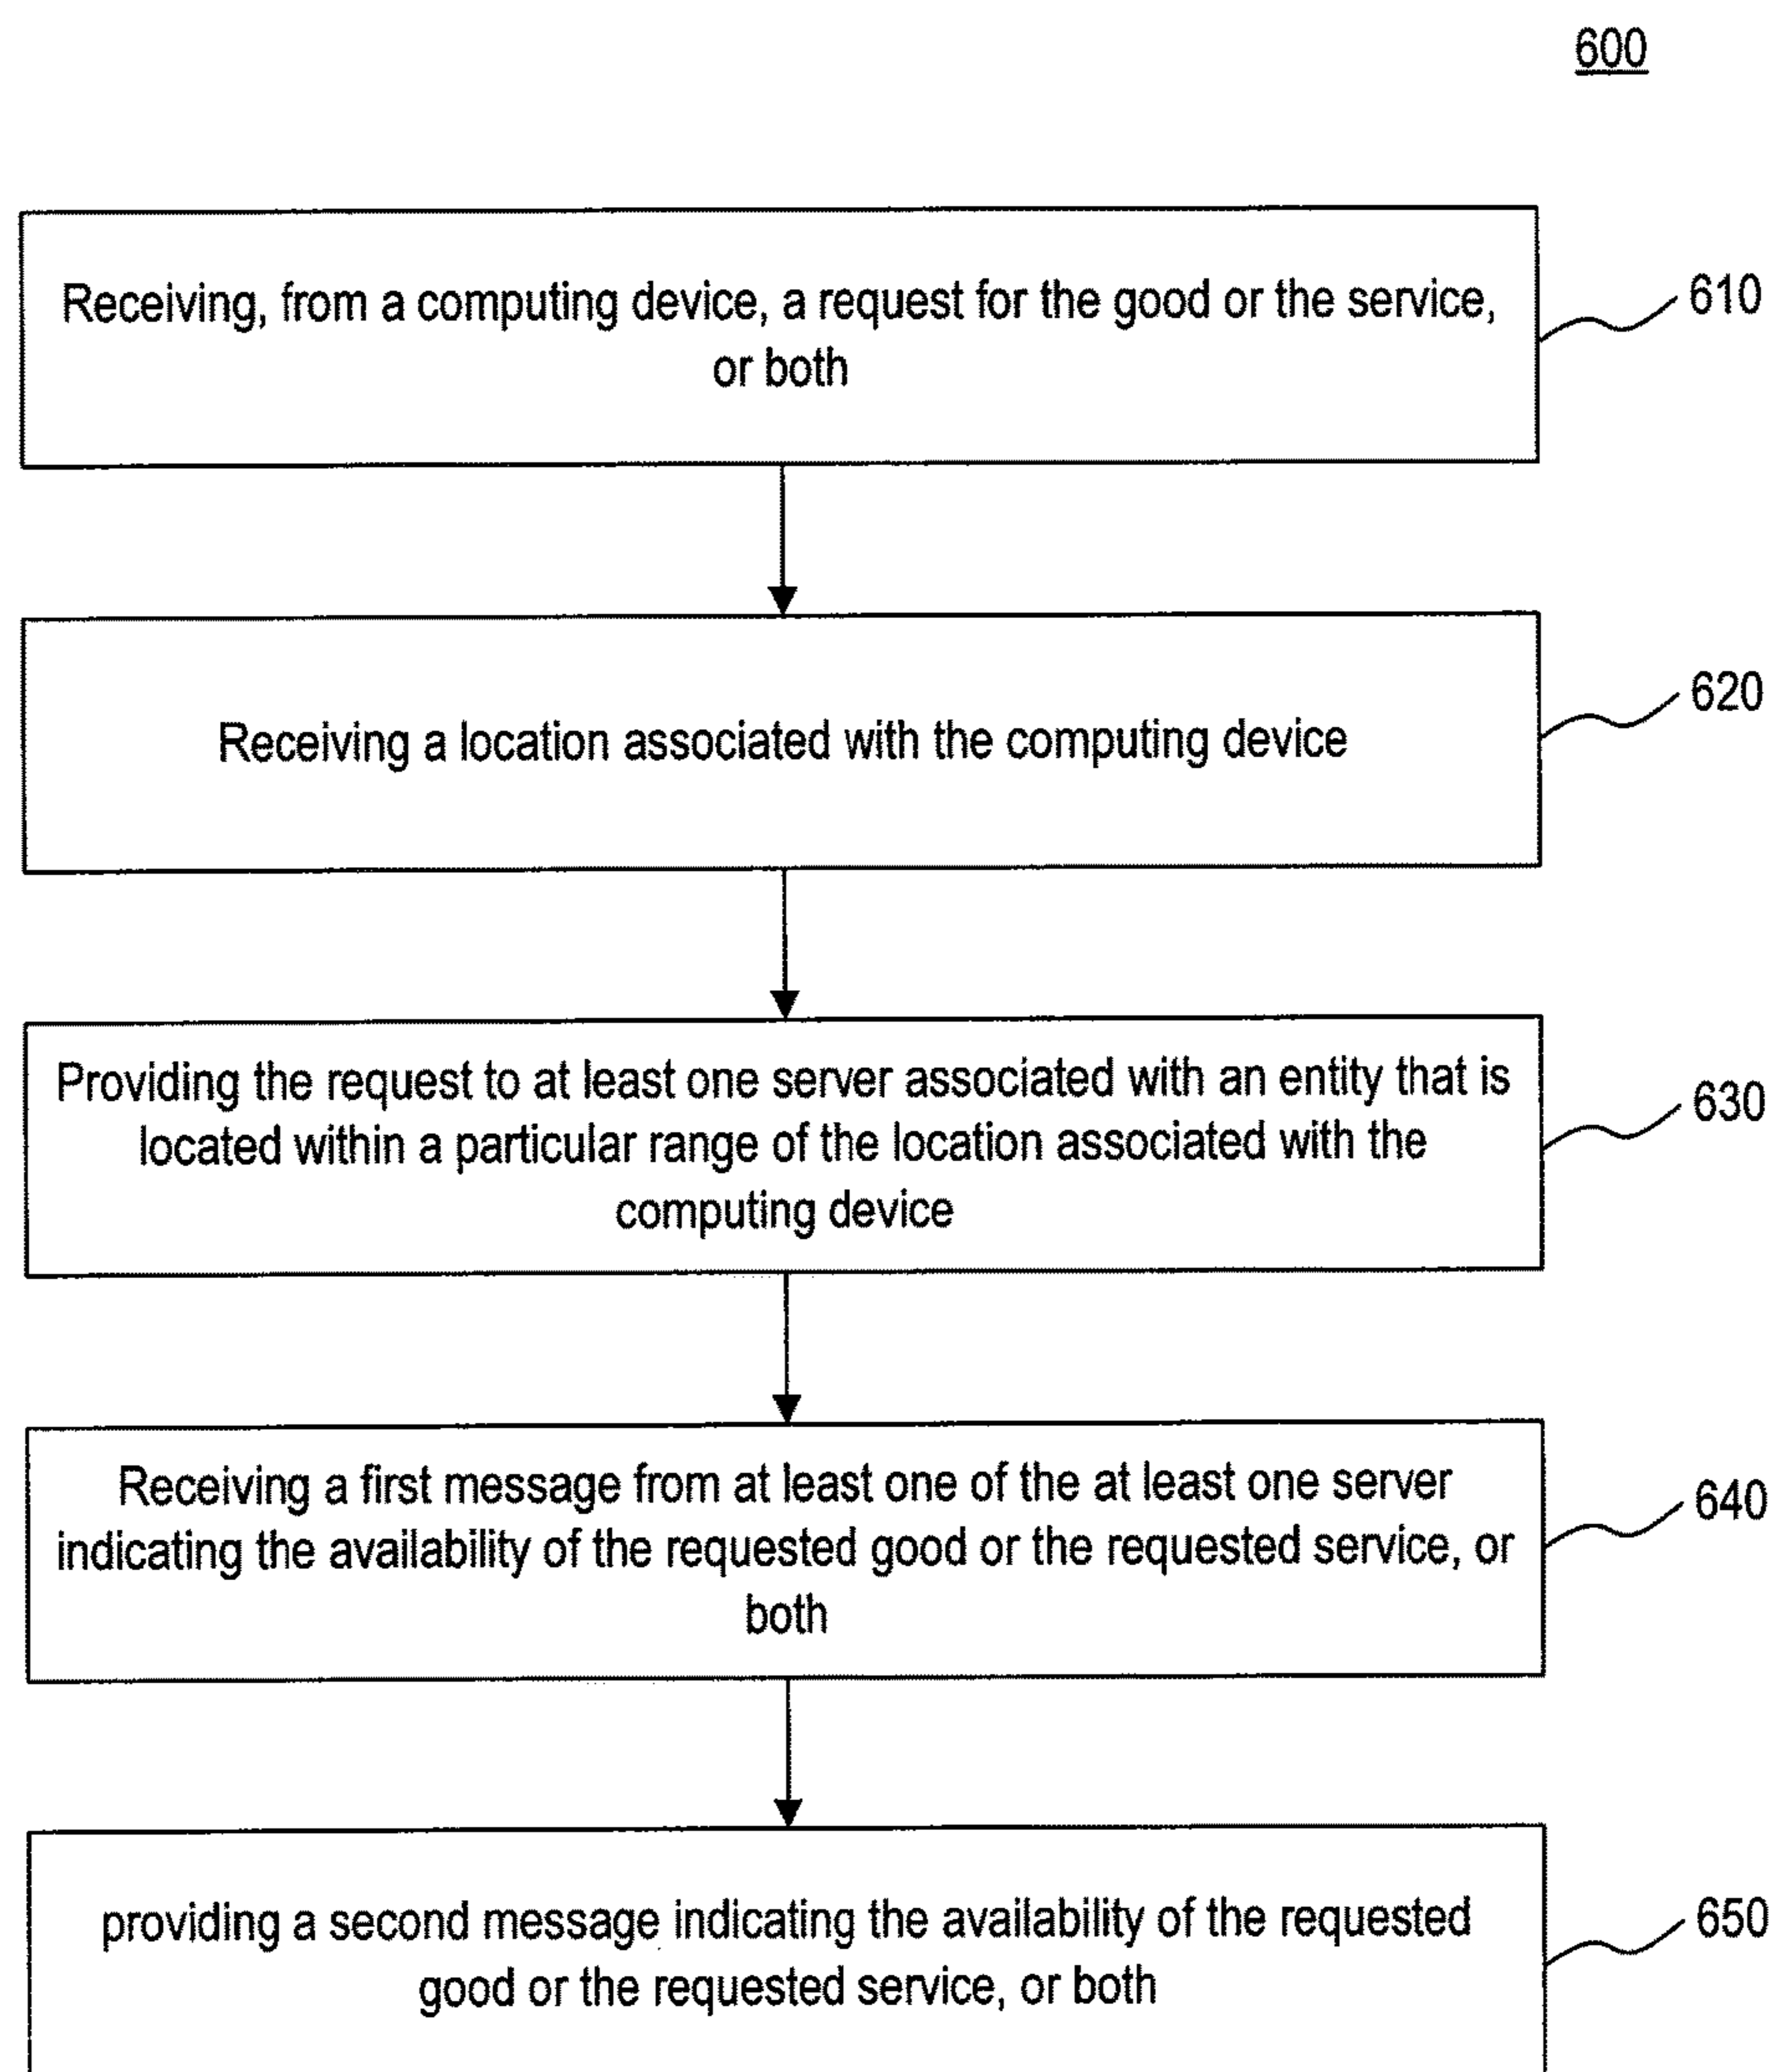 600
Receiving, from a computing device, a request for the good or the service,
or both
610
Receiving a location associated with the computing device
620
Providing the request to at least one server associated with an entity that is
located within a particular range of the location associated with the
computing device
630
Receiving a first message from at least one of the at least one server
indicating the availability of the requested good or the requested service, or
both
640
providing a second message indicating the availability of the requested
good or the requested service, or both
650